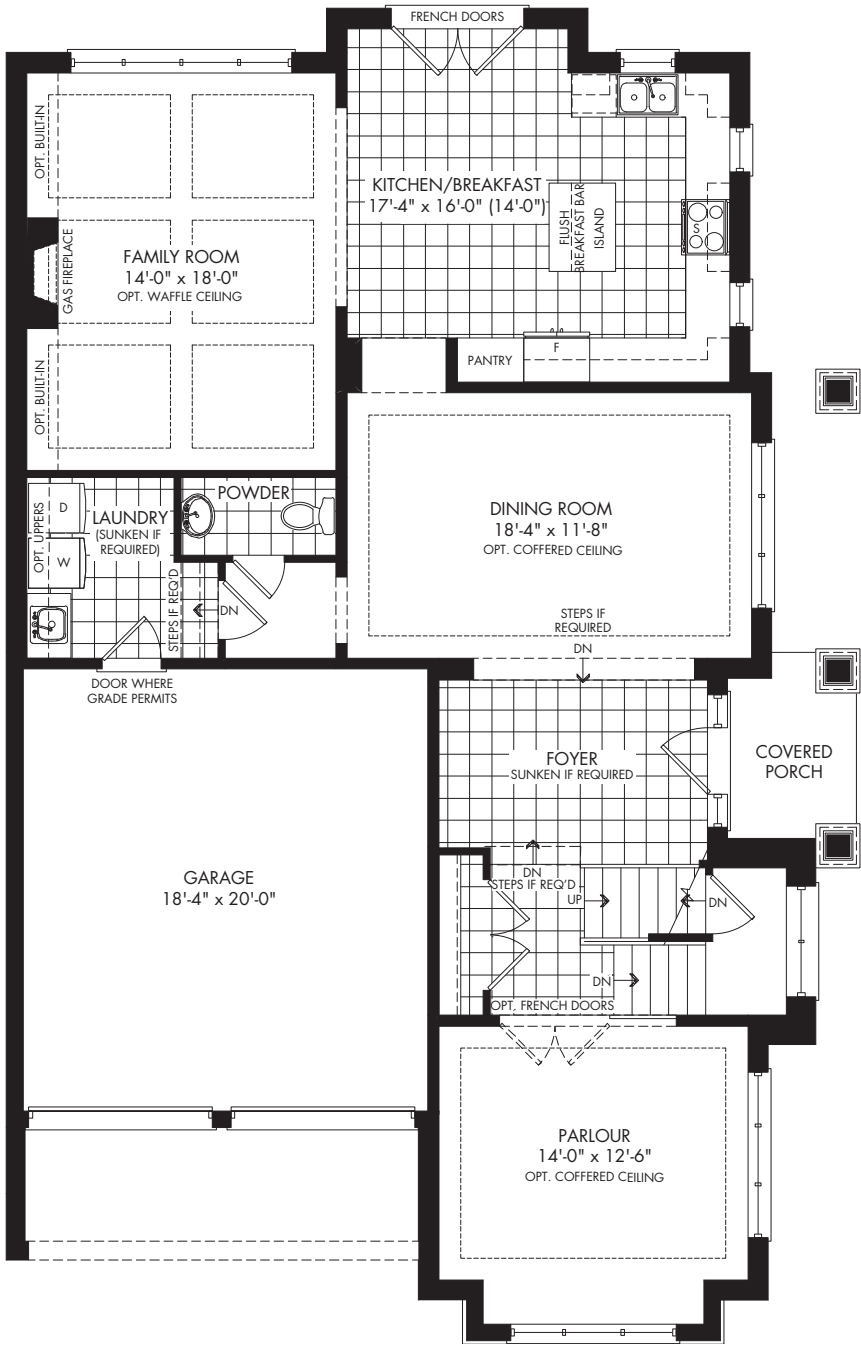 FRENCH DOORS
OPT. BUILT-IN
KITCHEN/BREAKFAST
17'-4" x 16'-0" (14'-0")
FLUSH
BREAKFAST BAR
ISLAND
S
GAS FIREPLACE
FAMILY ROOM
14'-0" x 18'-0"
OPT. WAFFLE CEILING
OPT. BUILT-IN
PANTRY
F
OPT. UPPERS
D
W
LAUNDRY
(SUNKEN IF
REQUIRED)
POWDER
STEPS IF REQ'D
DN
DINING ROOM
18'-4" x 11'-8"
OPT. COFFERED CEILING
STEPS IF
REQUIRED
DN
DOOR WHERE
GRADE PERMITS
FOYER
SUNKEN IF REQUIRED
COVERED
PORCH
GARAGE
18'-4" x 20'-0"
DN
STEPS IF REQ'D
UP
DN
DN
OPT, FRENCH DOORS
PARLOUR
14'-0" x 12'-6"
OPT. COFFERED CEILING